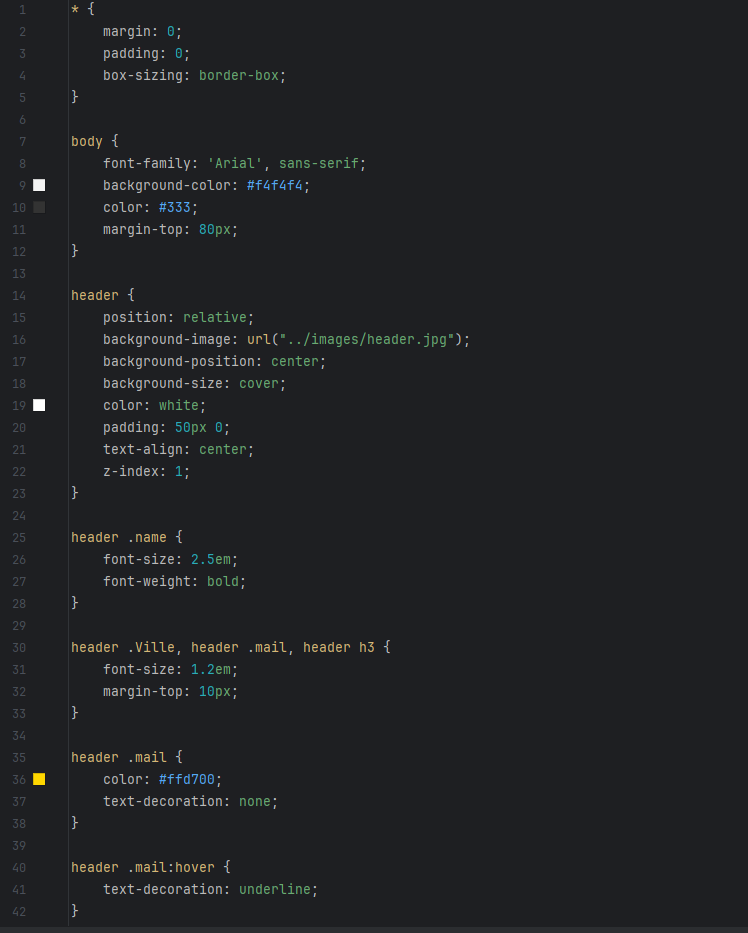 1 * {
2 margin: 0;
3 padding: 0;
4 box-sizing: border-box;
5 }
6
7 body {
8 font-family: 'Arial', sans-serif;
9 background-color: #f4f4f4;
10 color: #333;
11 margin-top: 80px;
12 }
13
14 header {
15 position: relative;
16 background-image: url("../images/header.jpg");
17 background-position: center;
18 background-size: cover;
19 color: white;
20 padding: 50px 0;
21 text-align: center;
22 z-index: 1;
23 }
24
25 header .name {
26 font-size: 2.5em;
27 font-weight: bold;
28 }
29
30 header .Ville, header .mail, header h3 {
31 font-size: 1.2em;
32 margin-top: 10px;
33 }
34
35 header .mail {
36 color: #ffd700;
37 text-decoration: none;
38 }
39
40 header .mail:hover {
41 text-decoration: underline;
42 }